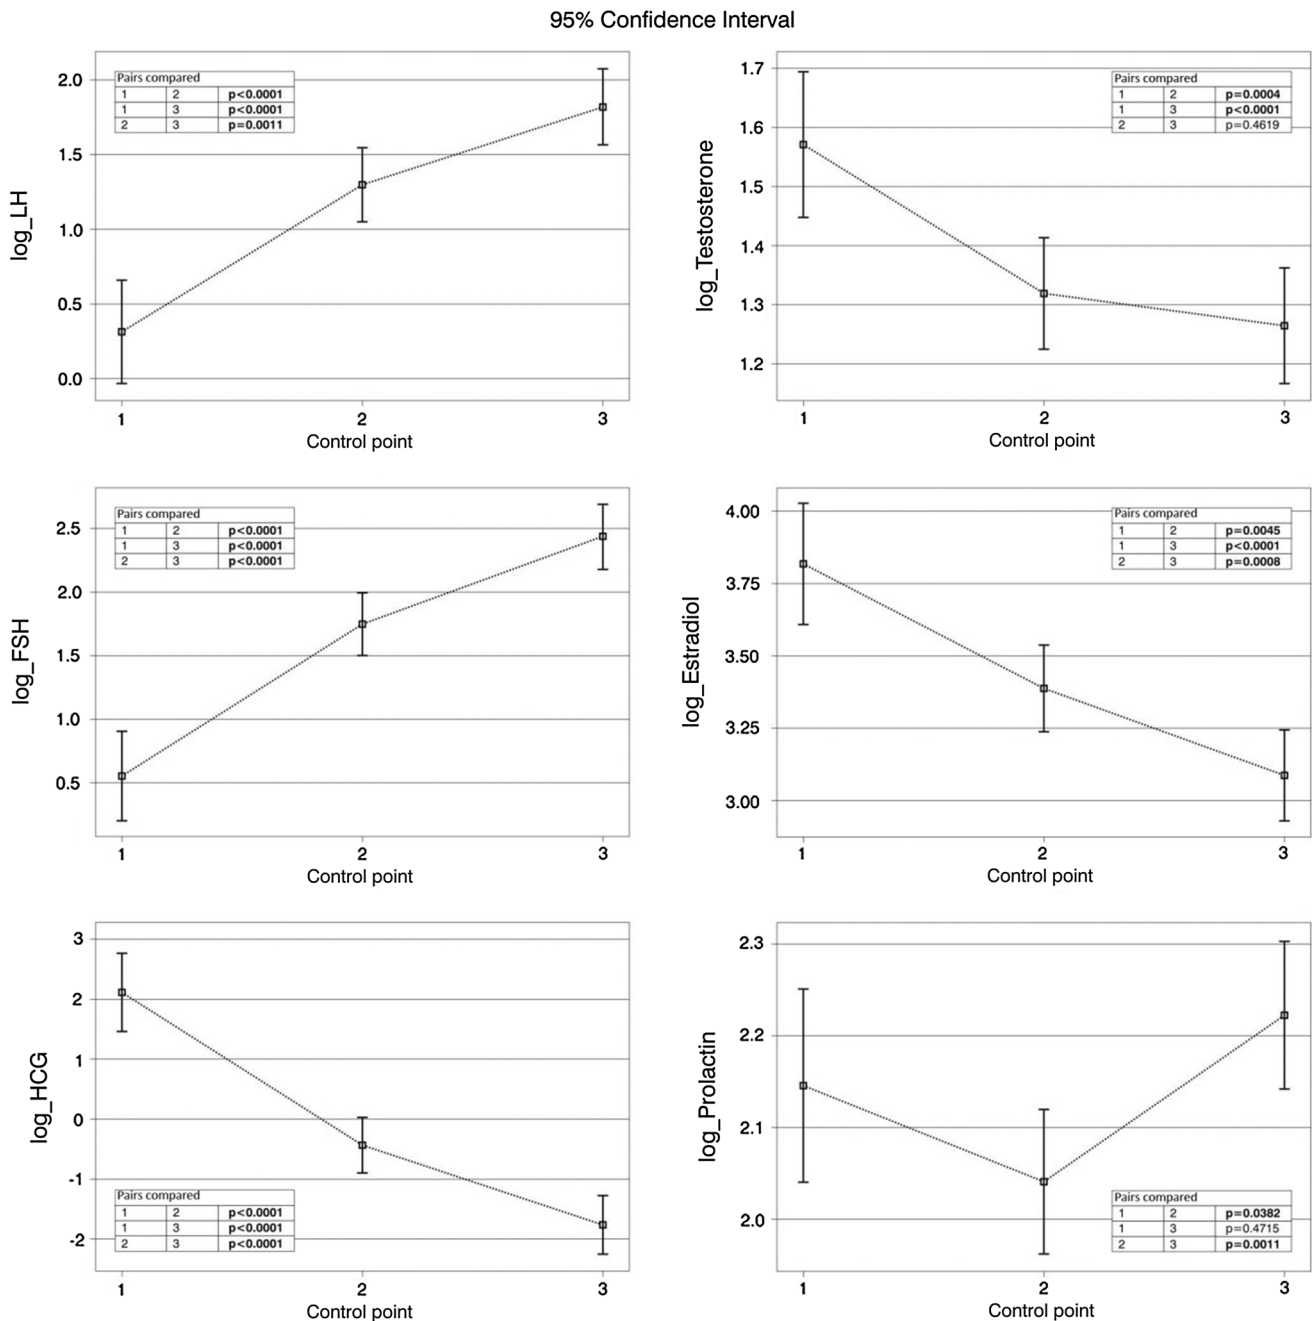 95% Confidence Interval
log_LH
2.0
1.5
1.0
0.5
0.0
Pairs compared
1 2 p<0.0001
1 3 p<0.0001
2 3 p=0.0011
1 2 3
Control point
log_Testosterone
1.7
1.6
1.5
1.4
1.3
1.2
Pairs compared
1 2 p=0.0004
1 3 p<0.0001
2 3 p=0.4619
1 2 3
Control point
log_FSH
2.5
2.0
1.5
1.0
0.5
Pairs compared
1 2 p<0.0001
1 3 p<0.0001
2 3 p<0.0001
1 2 3
Control point
log_Estradiol
4.00
3.75
3.50
3.25
3.00
Pairs compared
1 2 p=0.0045
1 3 p<0.0001
2 3 p=0.0008
1 2 3
Control point
log_HCG
3
2
1
0
-1
-2
Pairs compared
1 2 p<0.0001
1 3 p<0.0001
2 3 p<0.0001
1 2 3
Control point
log_Prolactin
2.3
2.2
2.1
2.0
Pairs compared
1 2 p=0.0382
1 3 p=0.4715
2 3 p=0.0011
1 2 3
Control point